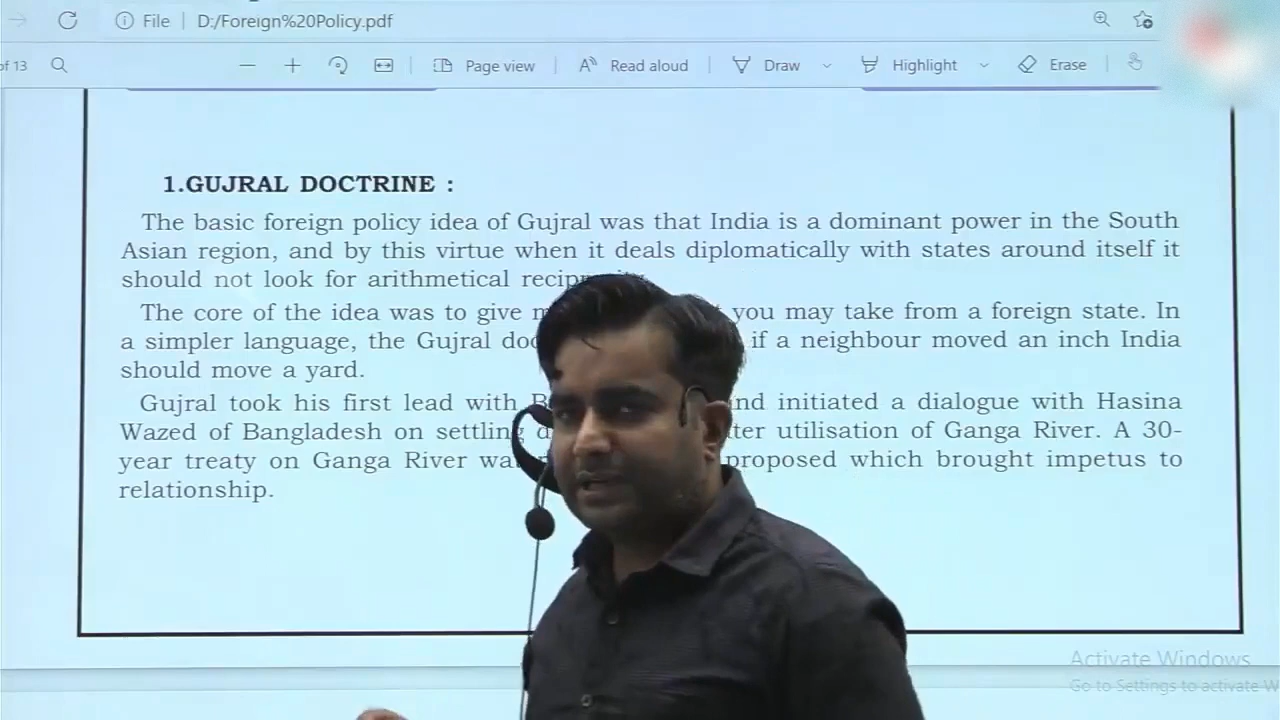 File | D:/Foreign%20Policy.pdf
of 13 Page view Read aloud Draw Highlight Erase
1.GUJRAL DOCTRINE :
The basic foreign policy idea of Gujral was that India is a dominant power in the South
Asian region, and by this virtue when it deals diplomatically with states around itself it
should not look for arithmetical
The core of the idea was to give you may take from a foreign state. In
a simpler language, the Gujral if a neighbour moved an inch India
should move a yard.
Gujral took his first lead with initiated a dialogue with Hasina
Wazed of Bangladesh on settling utilisation of Ganga River. A 30-
year treaty on Ganga River proposed which brought impetus to
relationship.
Activate Windows
Go to Settings to activate